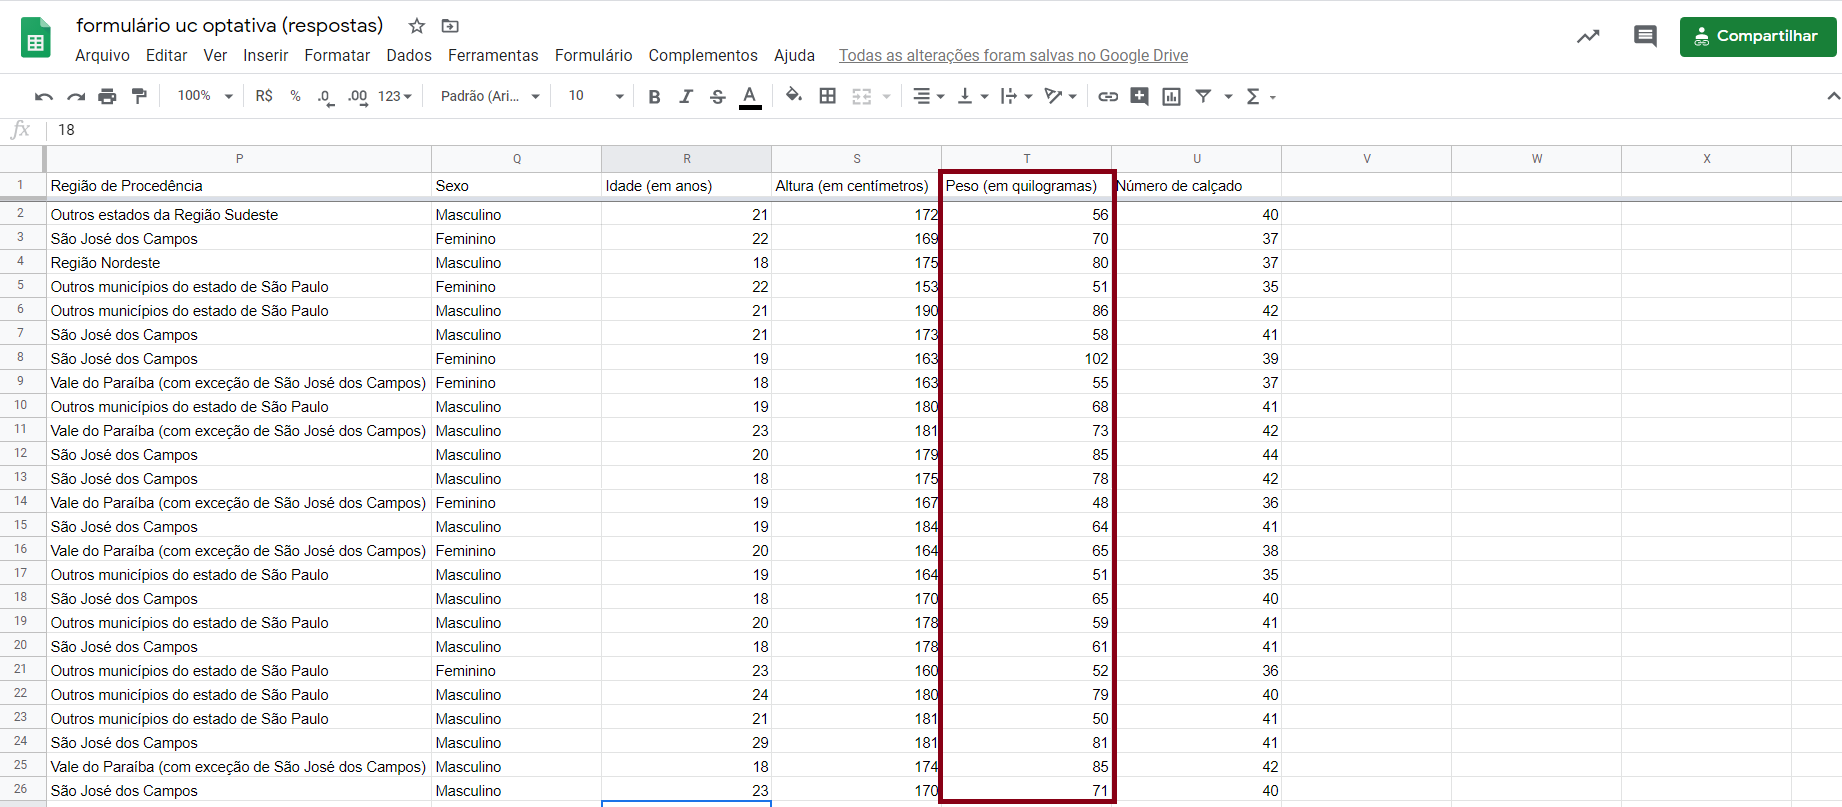 formulário uc optativa (respostas)
Arquivo Editar Ver Inserir Formatar Dados Ferramentas Formulário Complementos Ajuda Todas as alterações foram salvas no Google Drive
Compartilhar
100% R$ % .0 .00 123 Padrão (Ari... 10 B I S A Σ
fx 18
P Q R S T U V W X
1 Região de Procedência Sexo Idade (em anos) Altura (em centímetros) Peso (em quilogramas) Número de calçado
2 Outros estados da Região Sudeste Masculino 21 172 56 40
3 São José dos Campos Feminino 22 169 70 37
4 Região Nordeste Masculino 18 175 80 37
5 Outros municípios do estado de São Paulo Feminino 22 153 51 35
6 Outros municípios do estado de São Paulo Masculino 21 190 86 42
7 São José dos Campos Masculino 21 173 58 41
8 São José dos Campos Feminino 19 163 102 39
9 Vale do Paraíba (com exceção de São José dos Campos) Feminino 18 163 55 37
10 Outros municípios do estado de São Paulo Masculino 19 180 68 41
11 Vale do Paraíba (com exceção de São José dos Campos) Masculino 23 181 73 42
12 São José dos Campos Masculino 20 179 85 44
13 São José dos Campos Masculino 18 175 78 42
14 Vale do Paraíba (com exceção de São José dos Campos) Feminino 19 167 48 36
15 São José dos Campos Masculino 19 184 64 41
16 Vale do Paraíba (com exceção de São José dos Campos) Feminino 20 164 65 38
17 Outros municípios do estado de São Paulo Masculino 19 164 51 35
18 São José dos Campos Masculino 18 170 65 40
19 Outros municípios do estado de São Paulo Masculino 20 178 59 41
20 São José dos Campos Masculino 18 178 61 41
21 Outros municípios do estado de São Paulo Feminino 23 160 52 36
22 Outros municípios do estado de São Paulo Masculino 24 180 79 40
23 Outros municípios do estado de São Paulo Masculino 21 181 50 41
24 São José dos Campos Masculino 29 181 81 41
25 Vale do Paraíba (com exceção de São José dos Campos) Masculino 18 174 85 42
26 São José dos Campos Masculino 23 170 71 40